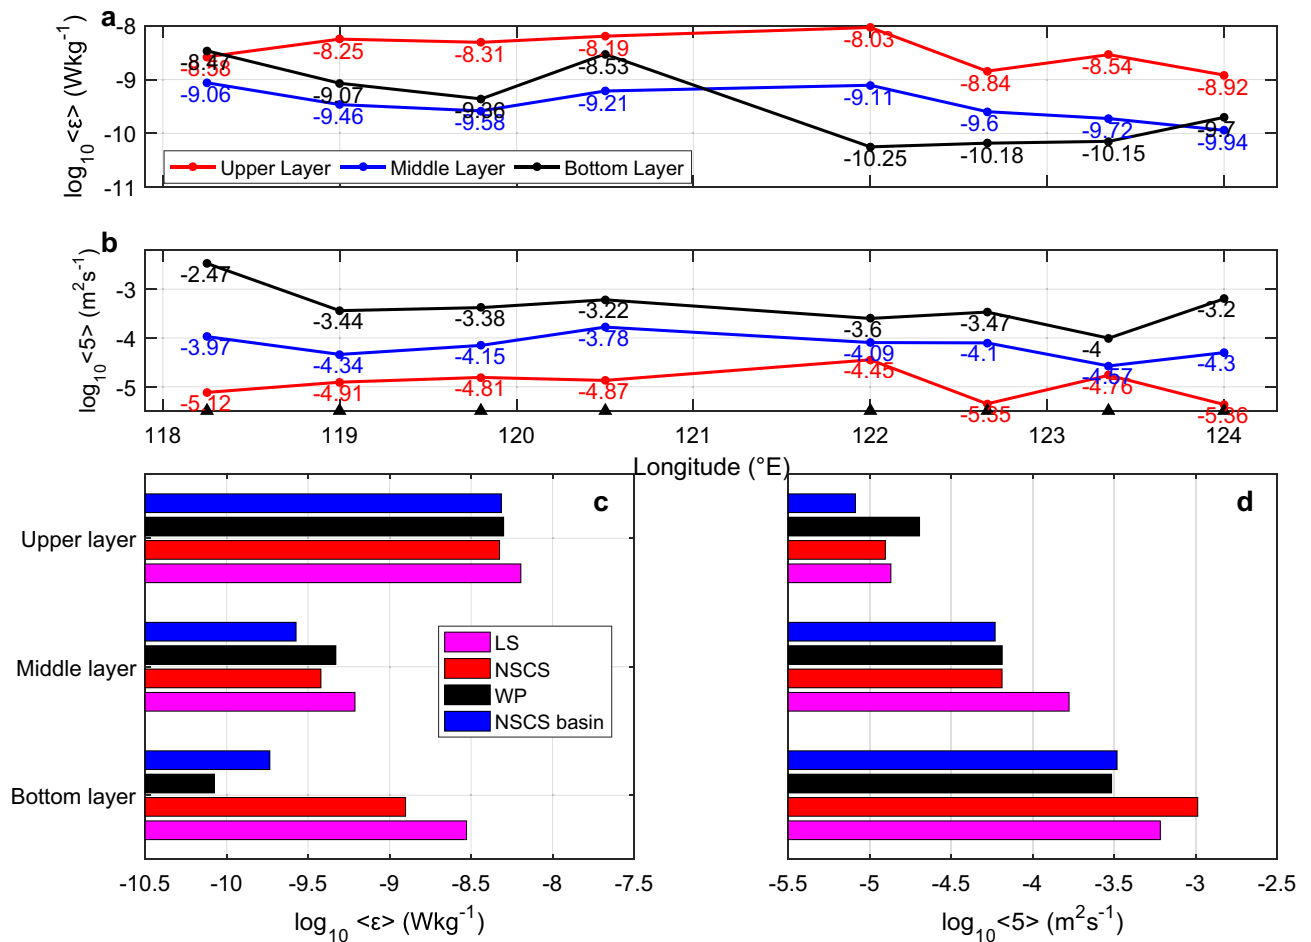 a
-8
-9
-10
-11
log10 <ε> (Wkg-1)
-8.58 -8.25 -8.31 -8.19 -8.03 -8.84 -8.54 -8.92
-9.06 -9.46 -9.58 -9.21 -9.11 -9.6 -9.72 -9.94
-8.47 -9.07 -9.36 -8.53 -10.25 -10.18 -10.15 -9.7
Upper Layer Middle Layer Bottom Layer
b
-3
-4
-5
log10<5> (m2s-1)
-2.47 -3.44 -3.38 -3.22 -3.6 -3.47 -4 -3.2
-3.97 -4.34 -4.15 -3.78 -4.09 -4.1 -4.57 -4.3
-5.12 -4.91 -4.81 -4.87 -4.45 -5.35 -4.76 -5.36
118 119 120 121 122 123 124
Longitude (°E)
c
Upper layer
Middle layer
Bottom layer
LS
NSCS
WP
NSCS basin
-10.5 -10 -9.5 -9 -8.5 -8 -7.5
log10 <ε> (Wkg-1)
d
-5.5 -5 -4.5 -4 -3.5 -3 -2.5
log10<5> (m2s-1)